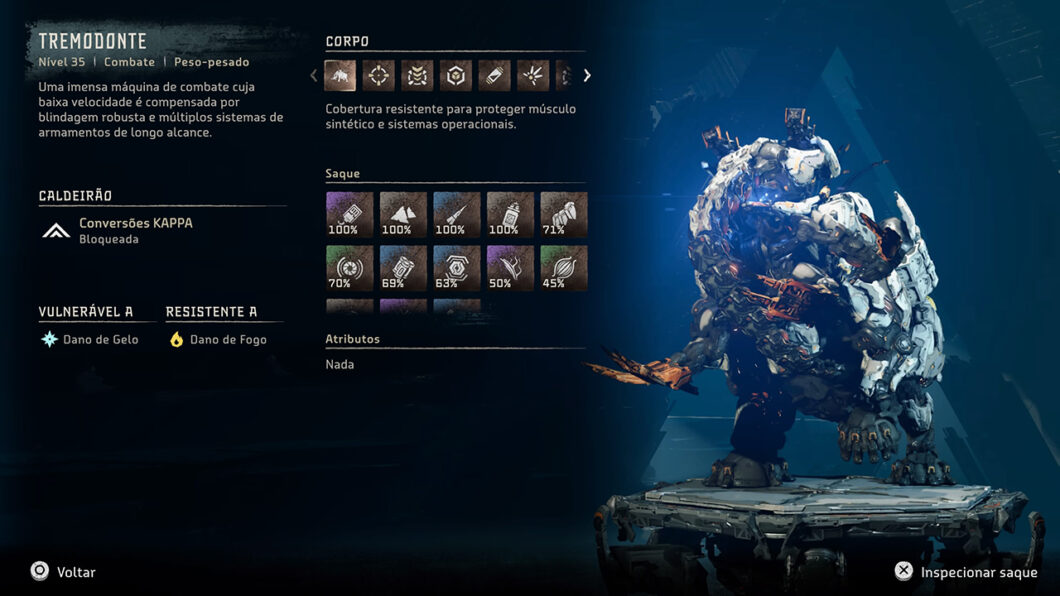 TREMODONTE
Nível 35 | Combate | Peso-pesado
Uma imensa máquina de combate cuja
baixa velocidade é compensada por
blindagem robusta e múltiplos sistemas de
armamentos de longo alcance.
CALDEIRÃO
Conversões KAPPA
Bloqueada
VULNERÁVEL A
Dano de Gelo
RESISTENTE A
Dano de Fogo
CORPO
Cobertura resistente para proteger músculo
sintético e sistemas operacionais.
Saque
100% 100% 100% 100% 71%
70% 69% 63% 50% 45%
Atributos
Nada
Voltar
Inspecionar saque